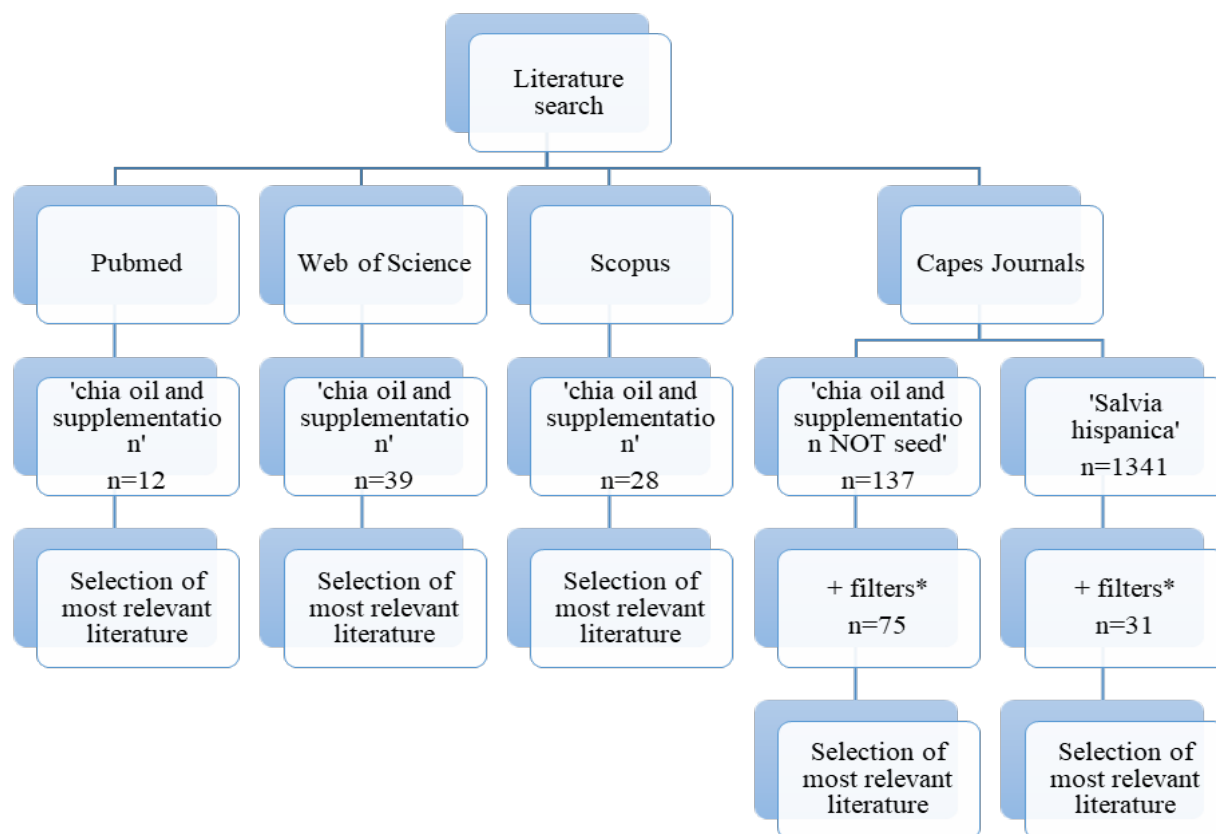 Literature
search
Pubmed
Web of Science
Scopus
Capes Journals
'chia oil and
supplementatio
n'
n=12
'chia oil and
supplementatio
n'
n=39
'chia oil and
supplementatio
n'
n=28
'chia oil and
supplementatio
n NOT seed'
n=137
'Salvia
hispanica'
n=1341
Selection of
most relevant
literature
Selection of
most relevant
literature
Selection of
most relevant
literature
+ filters*
n=75
+ filters*
n=31
Selection of
most relevant
literature
Selection of
most relevant
literature